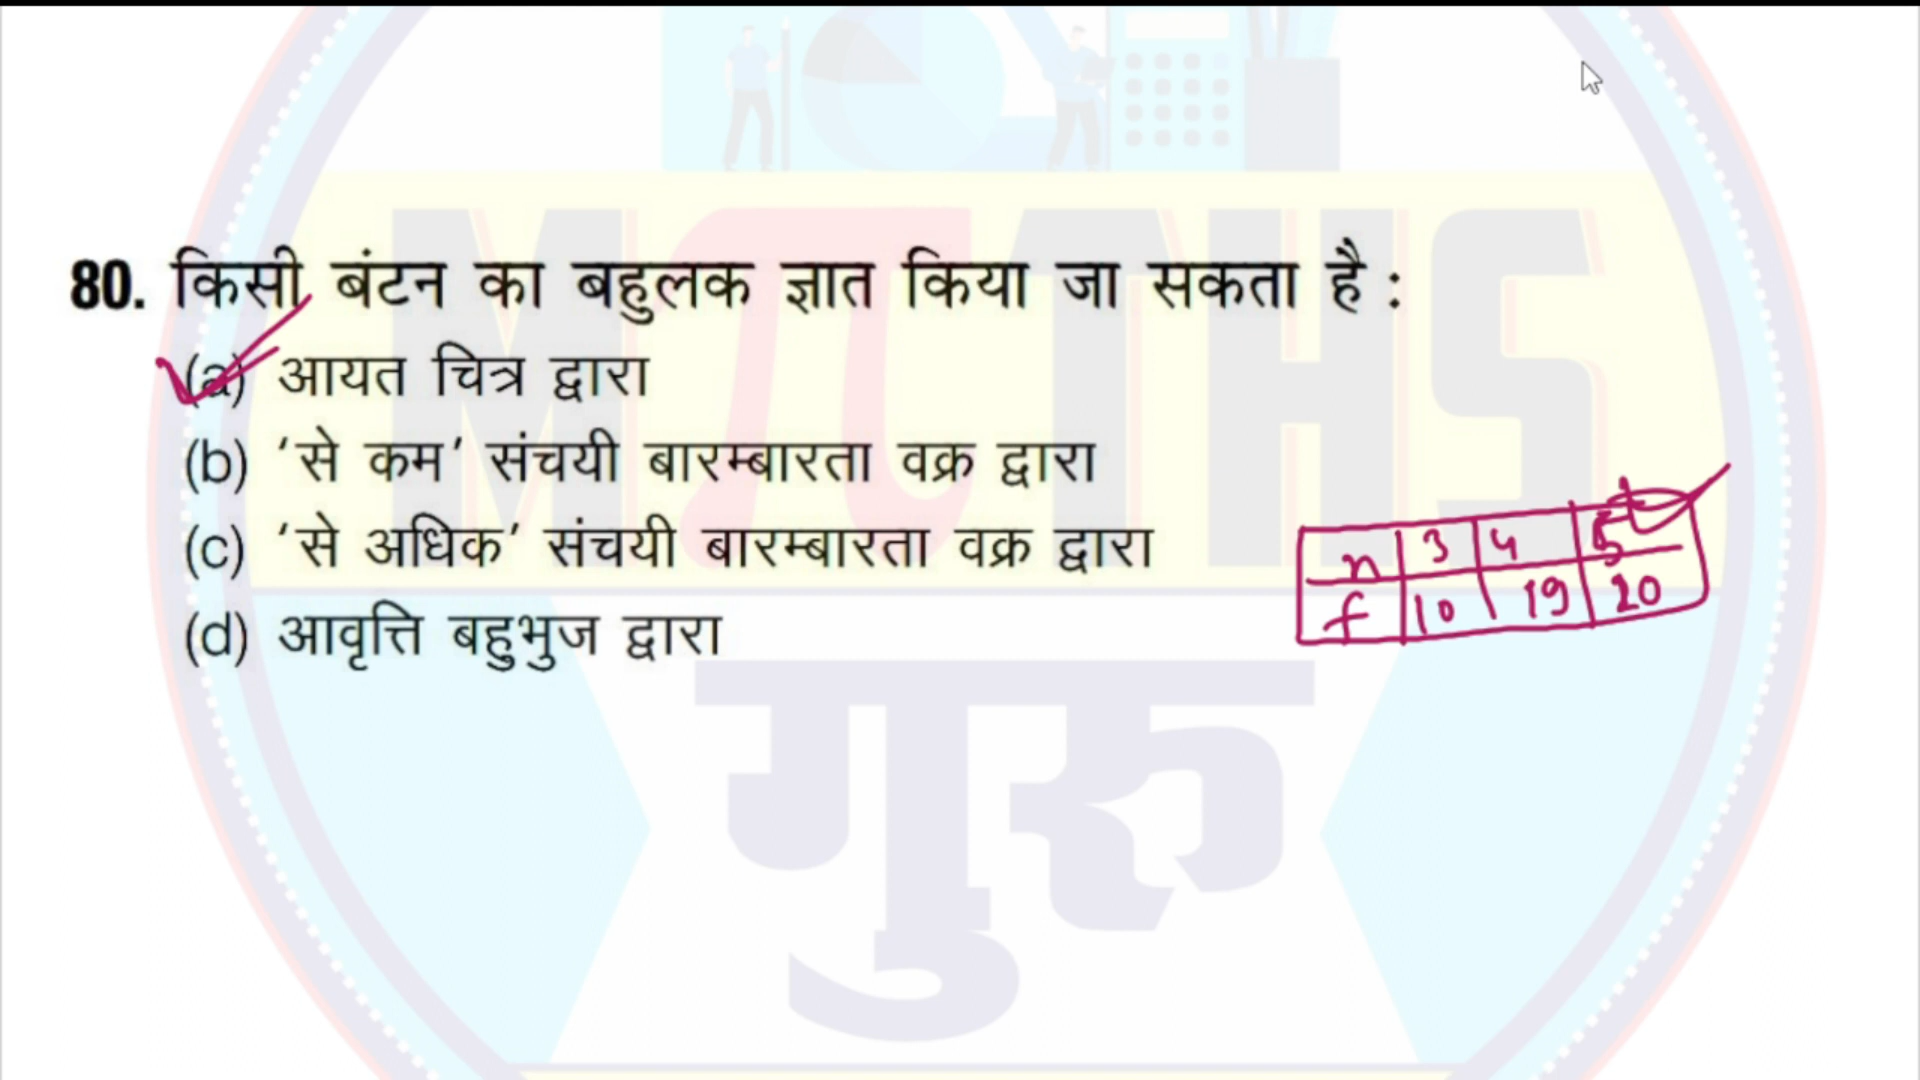 80. किसी बंटन का बहुलक ज्ञात किया जा सकता है :
(a) आयत चित्र द्वारा
(b) ‘से कम’ संचयी बारम्बारता वक्र द्वारा
(c) ‘से अधिक’ संचयी बारम्बारता वक्र द्वारा
(d) आवृत्ति बहुभुज द्वारा
n 3 4 5
f 10 19 20
MπTHS
गुरु